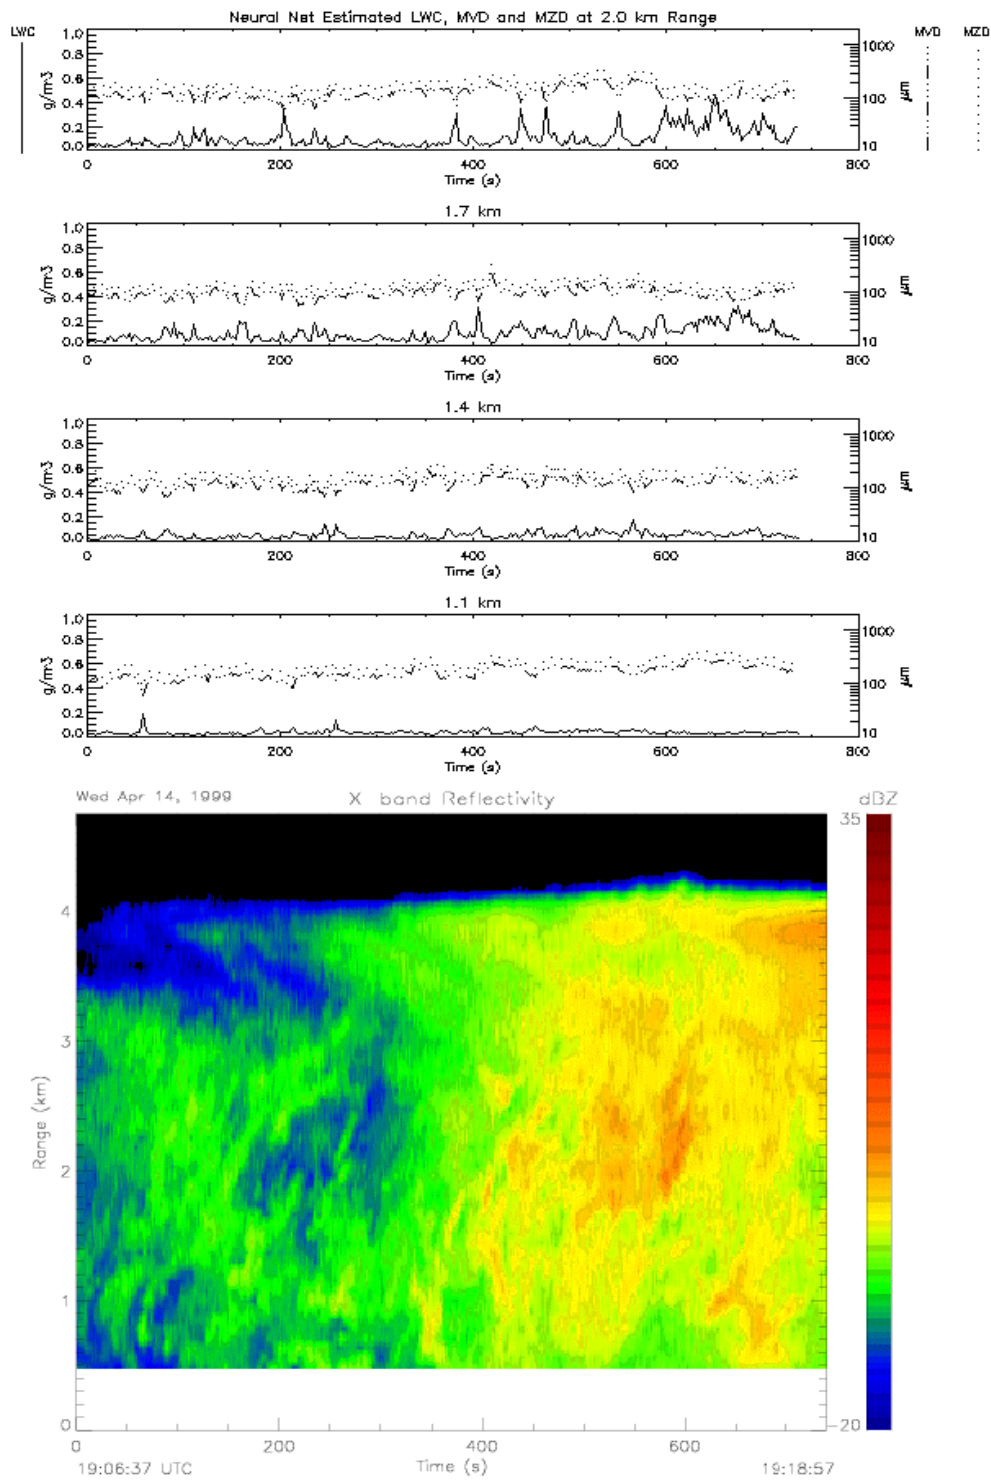 Neural Net Estimated LWC, MVD and MZD at 2.0 km Range
LWC
MVD MZD
g/m^3
1.0
0.8
0.6
0.4
0.2
0.0
1000
100
10
μm
0 200 400 600 800
Time (s)
1.7 km
g/m^3
1.0
0.8
0.6
0.4
0.2
0.0
1000
100
10
μm
0 200 400 600 800
Time (s)
1.4 km
g/m^3
1.0
0.8
0.6
0.4
0.2
0.0
1000
100
10
μm
0 200 400 600 800
Time (s)
1.1 km
g/m^3
1.0
0.8
0.6
0.4
0.2
0.0
1000
100
10
μm
0 200 400 600 800
Time (s)
Wed Apr 14, 1999 X band Reflectivity dBZ
35
4
3
2
1
0
Range (km)
-20
0 200 400 600
19:06:37 UTC Time (s) 19:18:57